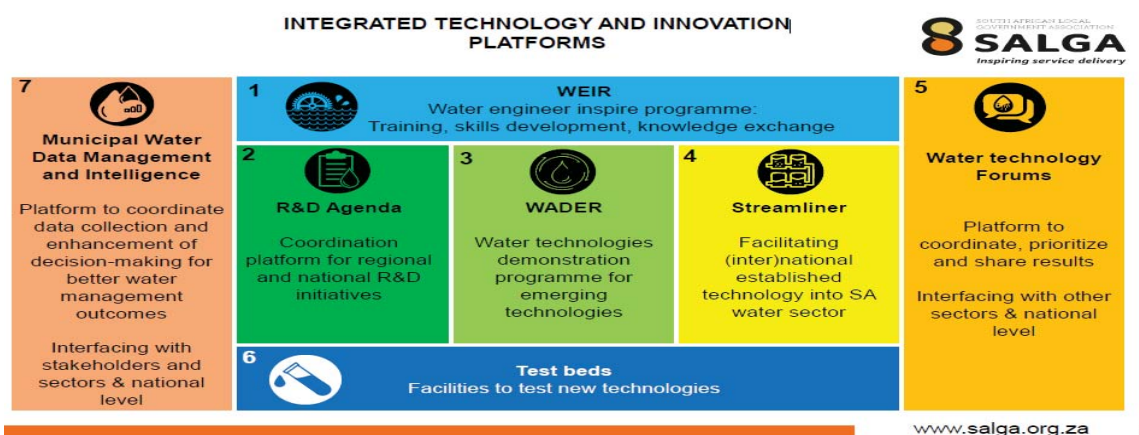 INTEGRATED TECHNOLOGY AND INNOVATION
PLATFORMS
SOUTH AFRICAN LOCAL
GOVERNMENT ASSOCIATION
SALGA
Inspiring service delivery
7
Municipal Water
Data Management
and Intelligence
Platform to coordinate
data collection and
enhancement of
decision-making for
better water
management
outcomes
Interfacing with
stakeholders and
sectors & national
level
1
WEIR
Water engineer inspire programme:
Training, skills development, knowledge exchange
2
R&D Agenda
Coordination
platform for regional
and national R&D
initiatives
3
WADER
Water technologies
demonstration
programme for
emerging
technologies
4
Streamliner
Facilitating
(inter)national
established
technology into SA
water sector
5
Water technology
Forums
Platform to
coordinate, prioritize
and share results
Interfacing with other
sectors & national
level
6
Test beds
Facilities to test new technologies
www.salga.org.za